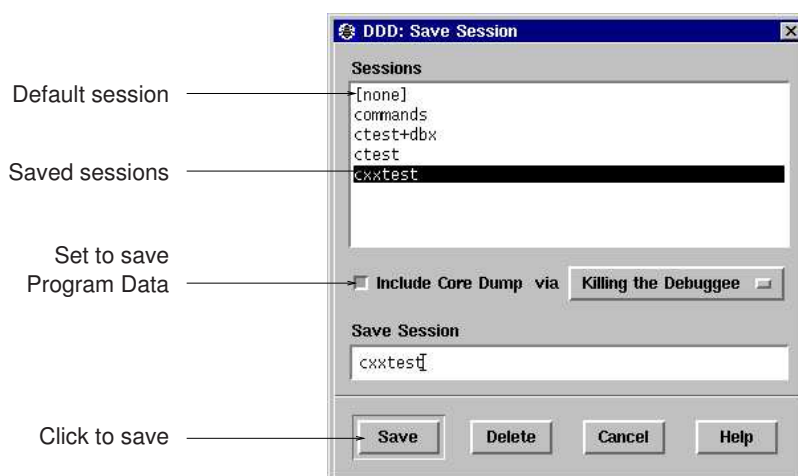 DDD: Save Session
Sessions
Default session
[none]
commands
ctest+dbx
ctest
Saved sessions
cxxtest
Set to save
Program Data
Include Core Dump via
Killing the Debuggee
Save Session
cxxtest
Click to save
Save
Delete
Cancel
Help